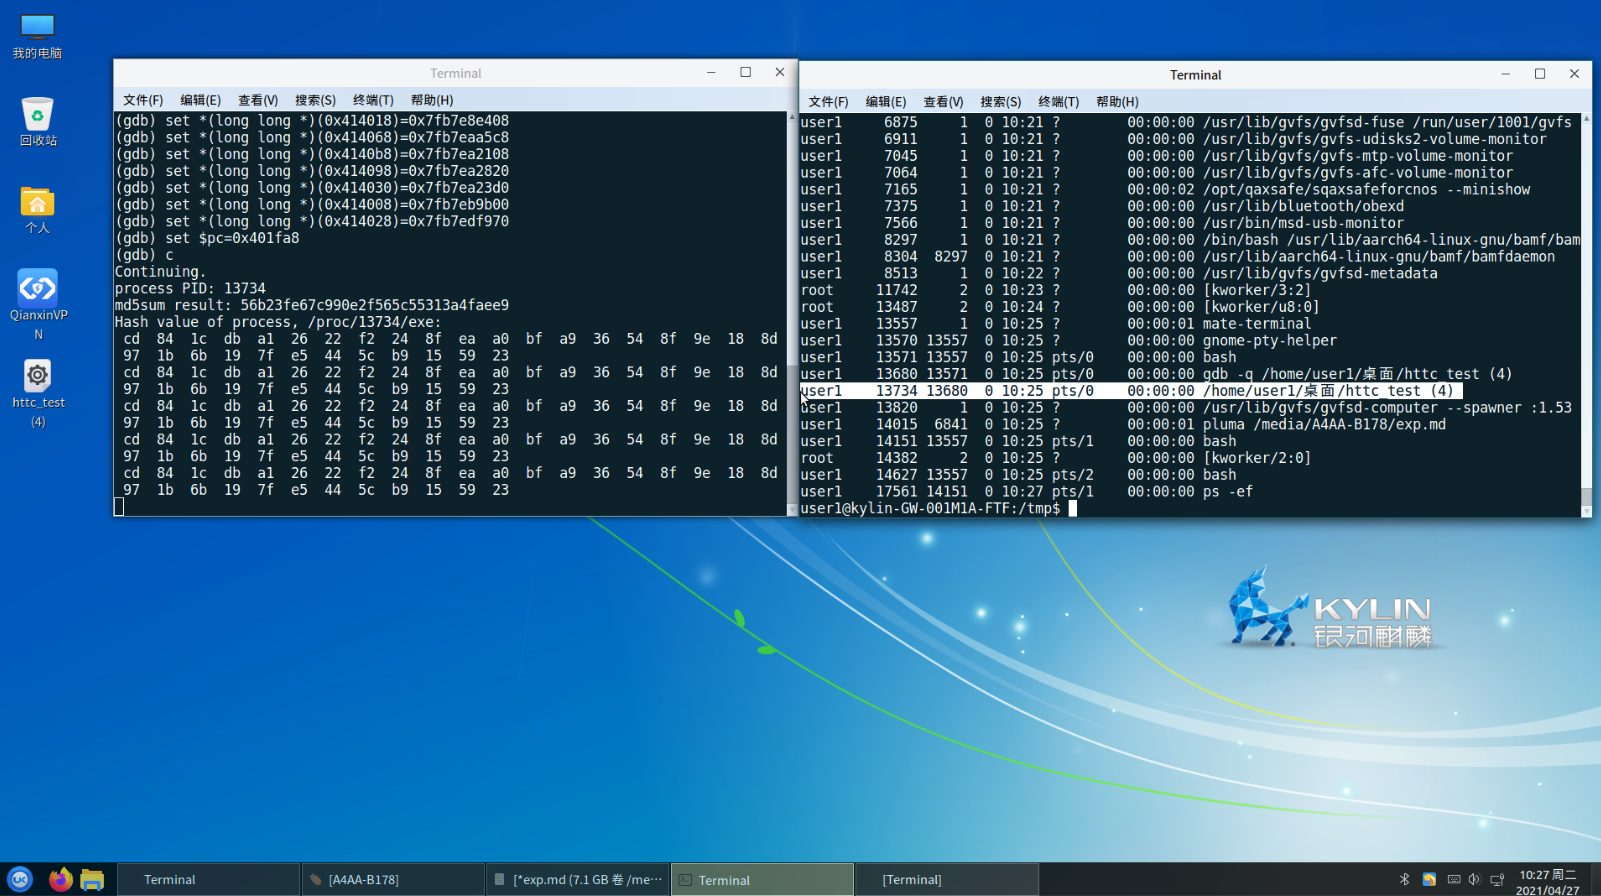 我的电脑
回收站
个人
QianxinVP
N
httc_test
(4)
Terminal
文件(F) 编辑(E) 查看(V) 搜索(S) 终端(T) 帮助(H)
(gdb) set *(long long *)(0x414018)=0x7fb7e8e408
(gdb) set *(long long *)(0x414068)=0x7fb7eaa5c8
(gdb) set *(long long *)(0x4140b8)=0x7fb7ea2108
(gdb) set *(long long *)(0x414098)=0x7fb7ea2820
(gdb) set *(long long *)(0x414030)=0x7fb7ea23d0
(gdb) set *(long long *)(0x414008)=0x7fb7eb9b00
(gdb) set *(long long *)(0x414028)=0x7fb7edf970
(gdb) set $pc=0x401fa8
(gdb) c
Continuing.
process PID: 13734
md5sum result: 56b23fe67c990e2f565c55313a4faee9
Hash value of process, /proc/13734/exe:
cd 84 1c db a1 26 22 f2 24 8f ea a0 bf a9 36 54 8f 9e 18 8d
97 1b 6b 19 7f e5 44 5c b9 15 59 23
cd 84 1c db a1 26 22 f2 24 8f ea a0 bf a9 36 54 8f 9e 18 8d
97 1b 6b 19 7f e5 44 5c b9 15 59 23
cd 84 1c db a1 26 22 f2 24 8f ea a0 bf a9 36 54 8f 9e 18 8d
97 1b 6b 19 7f e5 44 5c b9 15 59 23
cd 84 1c db a1 26 22 f2 24 8f ea a0 bf a9 36 54 8f 9e 18 8d
97 1b 6b 19 7f e5 44 5c b9 15 59 23
cd 84 1c db a1 26 22 f2 24 8f ea a0 bf a9 36 54 8f 9e 18 8d
97 1b 6b 19 7f e5 44 5c b9 15 59 23
Terminal
文件(F) 编辑(E) 查看(V) 搜索(S) 终端(T) 帮助(H)
user1 6875 1 0 10:21 ? 00:00:00 /usr/lib/gvfs/gvfsd-fuse /run/user/1001/gvfs
user1 6911 1 0 10:21 ? 00:00:00 /usr/lib/gvfs/gvfs-udisks2-volume-monitor
user1 7045 1 0 10:21 ? 00:00:00 /usr/lib/gvfs/gvfs-mtp-volume-monitor
user1 7064 1 0 10:21 ? 00:00:00 /usr/lib/gvfs/gvfs-afc-volume-monitor
user1 7165 1 0 10:21 ? 00:00:02 /opt/qaxsafe/sqaxsafeforcnos --minishow
user1 7375 1 0 10:21 ? 00:00:00 /usr/lib/bluetooth/obexd
user1 7566 1 0 10:21 ? 00:00:00 /usr/bin/msd-usb-monitor
user1 8297 1 0 10:21 ? 00:00:00 /bin/bash /usr/lib/aarch64-linux-gnu/bamf/bam
user1 8304 8297 0 10:21 ? 00:00:00 /usr/lib/aarch64-linux-gnu/bamf/bamfdaemon
user1 8513 1 0 10:22 ? 00:00:00 /usr/lib/gvfs/gvfsd-metadata
root 11742 2 0 10:23 ? 00:00:00 [kworker/3:2]
root 13487 2 0 10:24 ? 00:00:00 [kworker/u8:0]
user1 13557 1 0 10:25 ? 00:00:01 mate-terminal
user1 13570 13557 0 10:25 ? 00:00:00 gnome-pty-helper
user1 13571 13557 0 10:25 pts/0 00:00:00 bash
user1 13680 13571 0 10:25 pts/0 00:00:00 gdb -q /home/user1/桌面/httc_test (4)
user1 13734 13680 0 10:25 pts/0 00:00:00 /home/user1/桌面/httc_test (4)
user1 13820 1 0 10:25 ? 00:00:00 /usr/lib/gvfs/gvfsd-computer --spawner :1.53
user1 14015 6841 0 10:25 ? 00:00:01 pluma /media/A4AA-B178/exp.md
user1 14151 13557 0 10:25 pts/1 00:00:00 bash
root 14382 2 0 10:25 ? 00:00:00 [kworker/2:0]
user1 14627 13557 0 10:25 pts/2 00:00:00 bash
user1 17561 14151 0 10:27 pts/1 00:00:00 ps -ef
user1@kylin-GW-001M1A-FTF:/tmp$
KYLIN
银河麒麟
UK
Terminal
[A4AA-B178]
[*exp.md (7.1 GB 卷 /me···
Terminal
[Terminal]
10:27 周二
2021/04/27